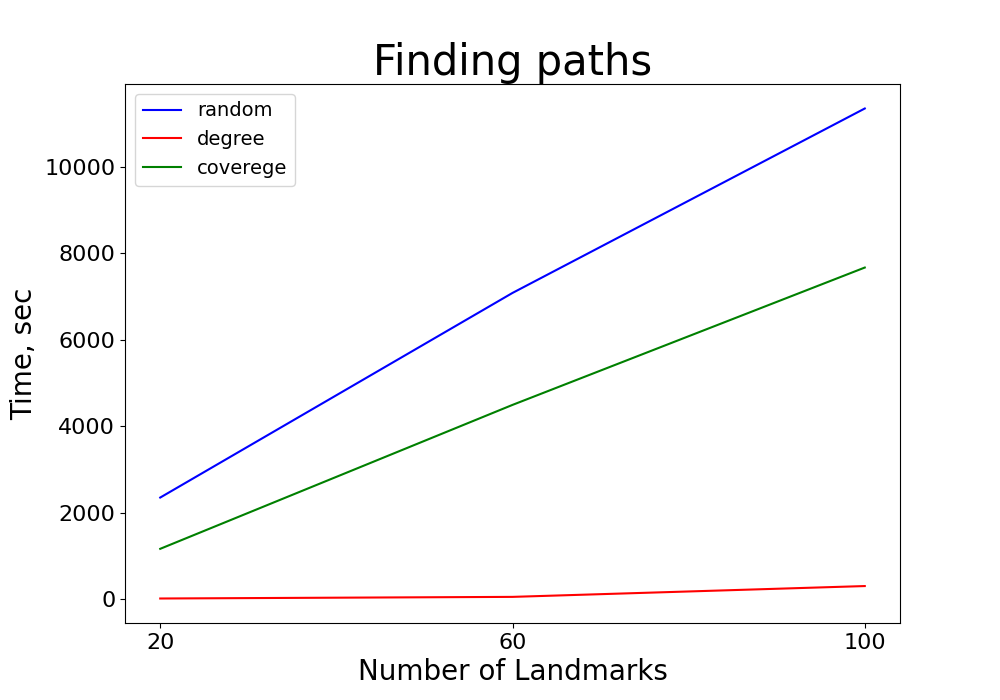 Finding paths
random
degree
coverege
10000
8000
6000
4000
2000
0
Time, sec
20 60 100
Number of Landmarks